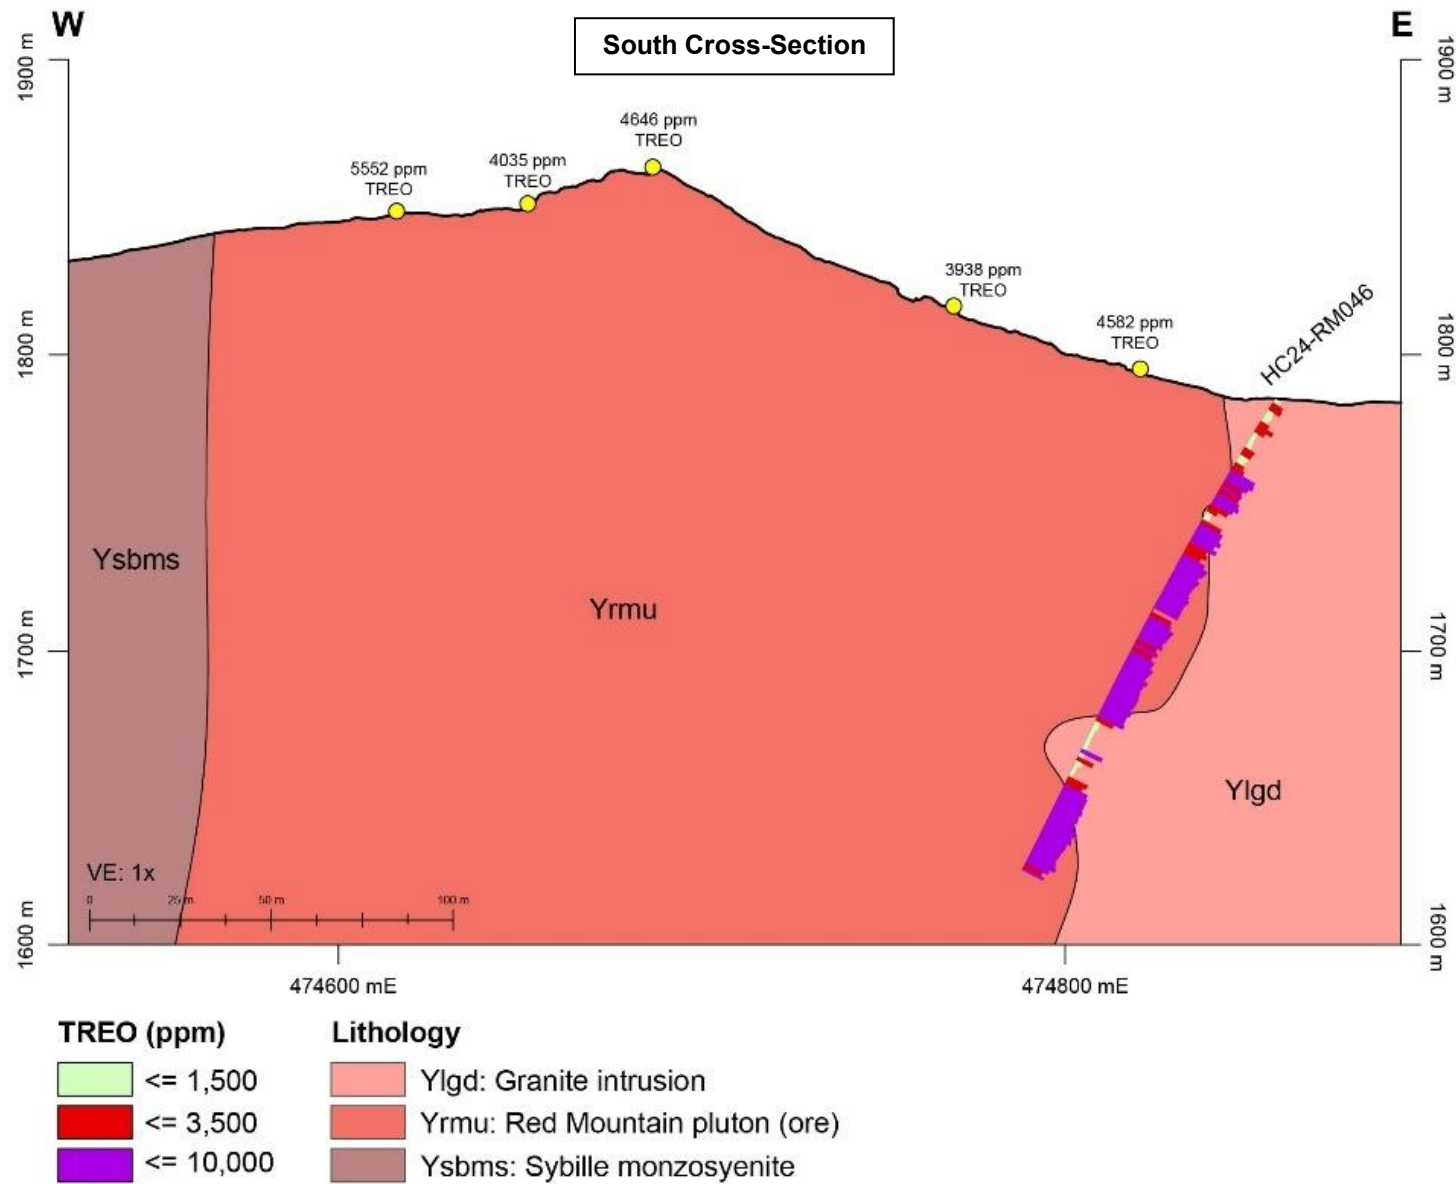 W
South Cross-Section
E
1900 m
1900 m
4646 ppm
TREO
4035 ppm
TREO
5552 ppm
TREO
3938 ppm
TREO
4582 ppm
TREO
HC24-RM046
1800 m
1800 m
Ysbms
Yrmu
1700 m
1700 m
Ylgd
VE: 1x
0 25 m 50 m 100 m
1600 m
1600 m
474600 mE
474800 mE
TREO (ppm)
<= 1,500
<= 3,500
<= 10,000
Lithology
Ylgd: Granite intrusion
Yrmu: Red Mountain pluton (ore)
Ysbms: Sybille monzosyenite